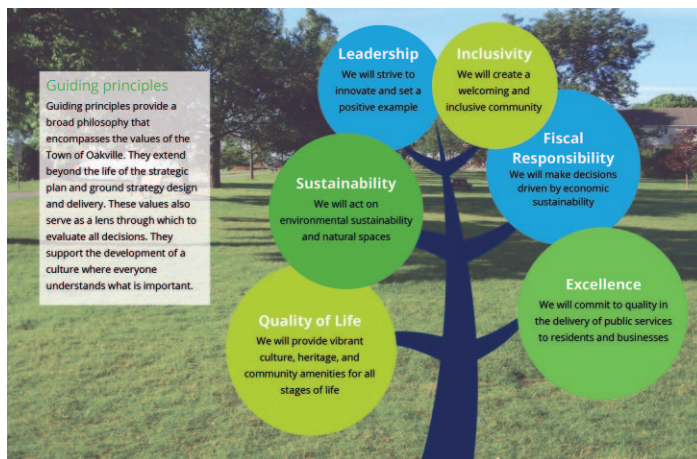 Guiding principles
Guiding principles provide a
broad philosophy that
encompasses the values of the
Town of Oakville. They extend
beyond the life of the strategic
plan and ground strategy design
and delivery. These values also
serve as a lens through which to
evaluate all decisions. They
support the development of a
culture where everyone
understands what is important.
Leadership
We will strive to
innovate and set a
positive example
Inclusivity
We will create a
welcoming and
inclusive community
Fiscal
Responsibility
We will make decisions
driven by economic
sustainability
Sustainability
We will act on
environmental sustainability
and natural spaces
Excellence
We will commit to quality in
the delivery of public services
to residents and businesses
Quality of Life
We will provide vibrant
culture, heritage, and
community amenities for all
stages of life